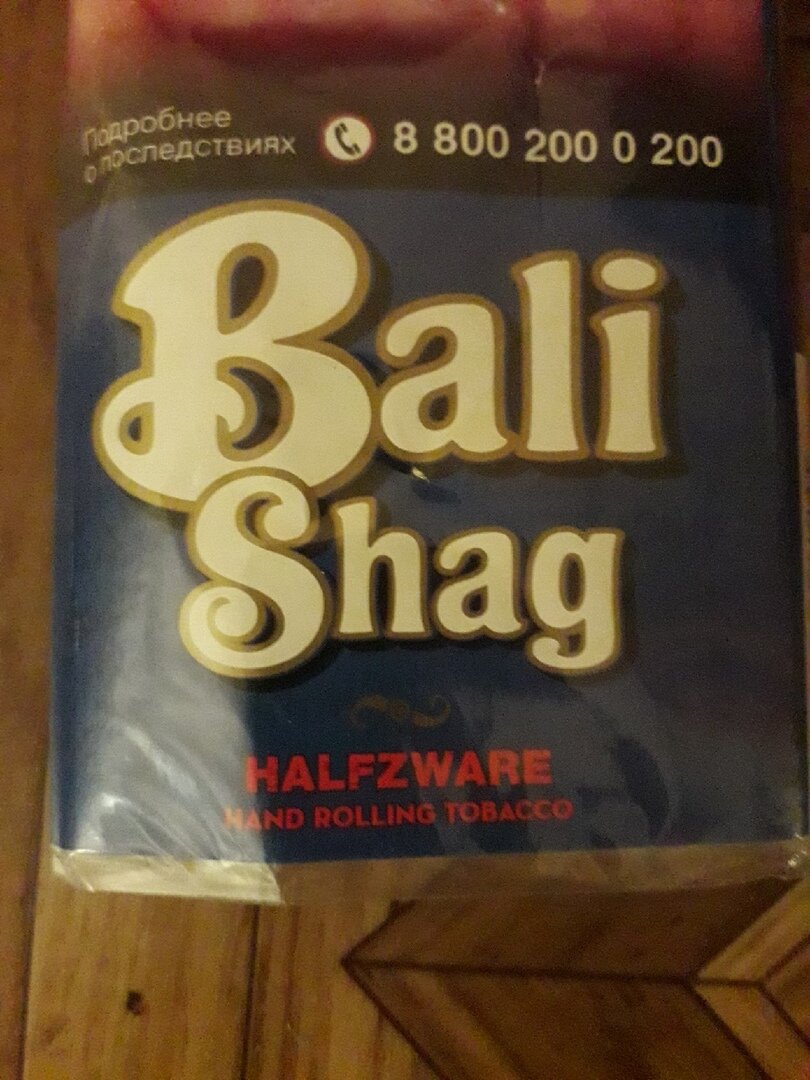 Подробнее
о последствиях
8 800 200 0 200
Bali
Shag
HALFZWARE
HAND ROLLING TOBACCO